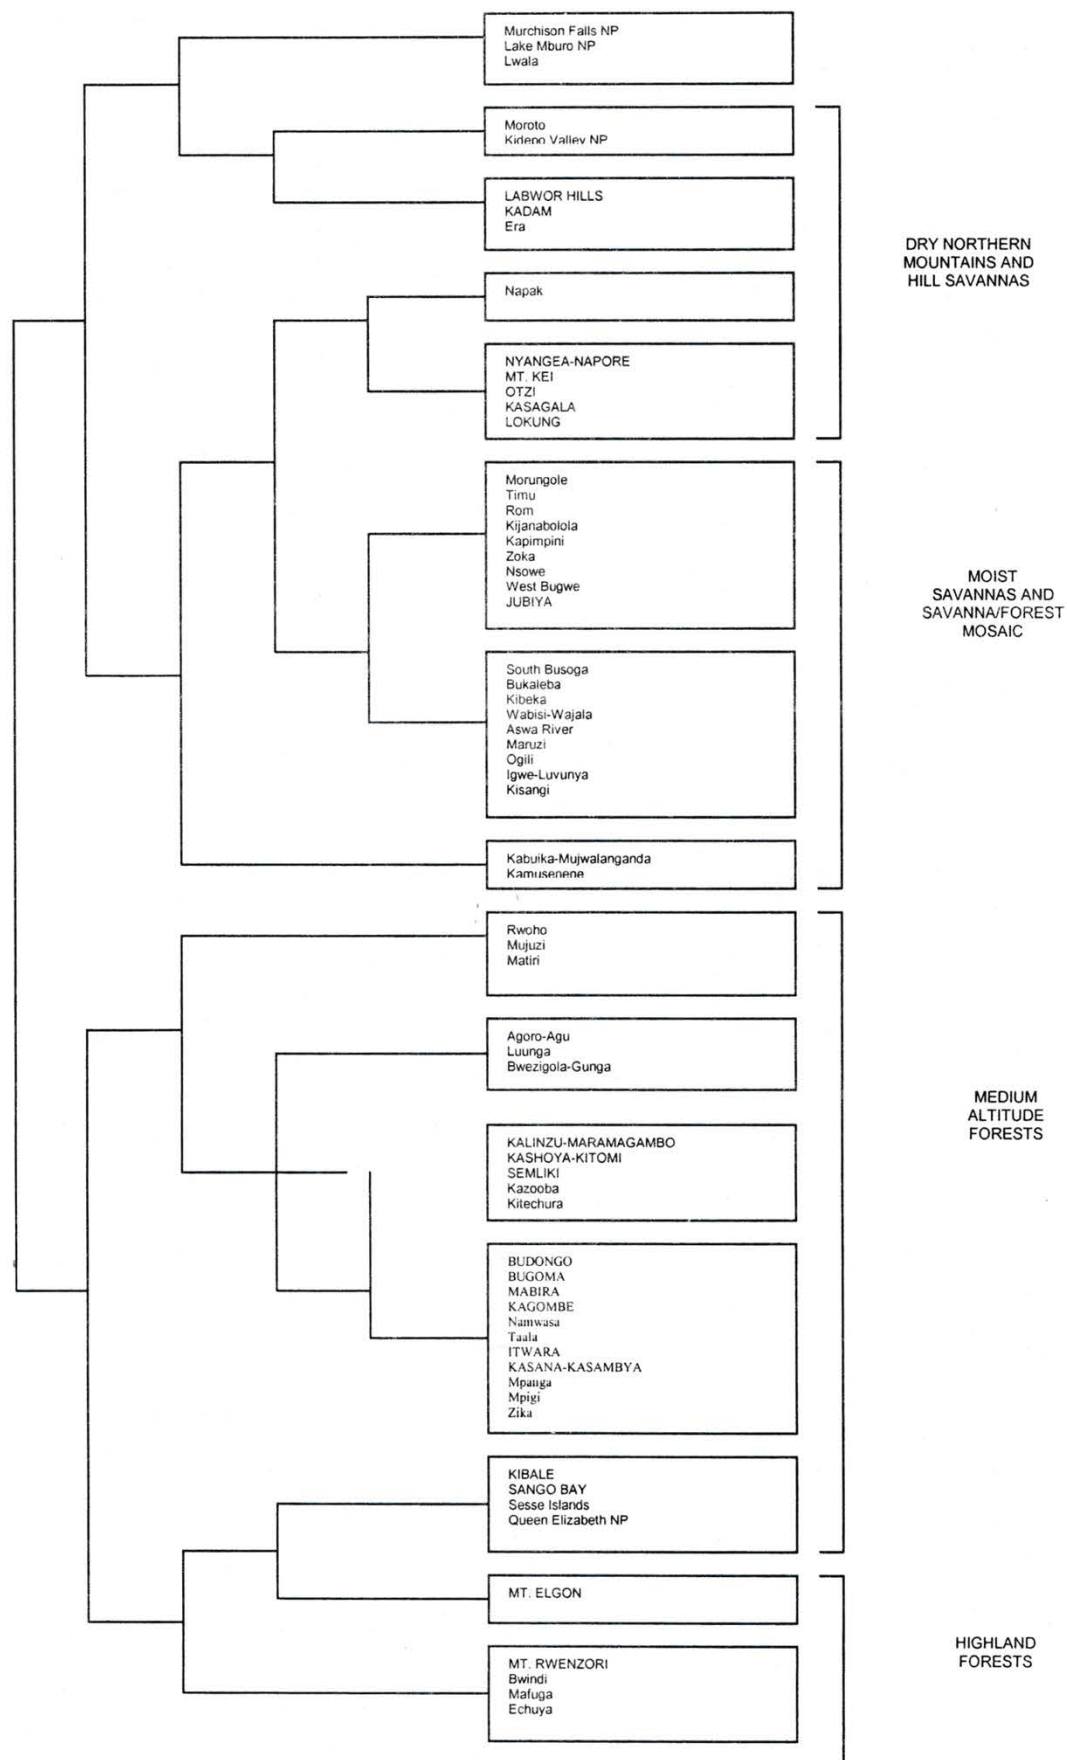 Murchison Falls NP
Lake Mburo NP
Lwala
Moroto
Kidepo Valley NP
LABWOR HILLS
KADAM
Era
DRY NORTHERN
MOUNTAINS AND
HILL SAVANNAS
Napak
NYANGEA-NAPORE
MT. KEI
OTZI
KASAGALA
LOKUNG
Morungole
Timu
Rom
Kijanabolola
Kapimpini
Zoka
Nsowe
West Bugwe
JUBIYA
MOIST
SAVANNAS AND
SAVANNA/FOREST
MOSAIC
South Busoga
Bukaleba
Kibeka
Wabisi-Wajala
Aswa River
Maruzi
Ogili
Igwe-Luvunya
Kisangi
Kabuika-Mujwalanganda
Kamusenene
Rwoho
Mujuzi
Matiri
Agoro-Agu
Luunga
Bwezigola-Gunga
MEDIUM
ALTITUDE
FORESTS
KALINZU-MARAMAGAMBO
KASHOYA-KITOMI
SEMLIKI
Kazooba
Kitechura
BUDONGO
BUGOMA
MABIRA
KAGOMBE
Namwasa
Taala
ITWARA
KASANA-KASAMBYA
Mpanga
Mpigi
Zika
KIBALE
SANGO BAY
Sesse Islands
Queen Elizabeth NP
MT. ELGON
HIGHLAND
FORESTS
MT. RWENZORI
Bwindi
Mafuga
Echuya